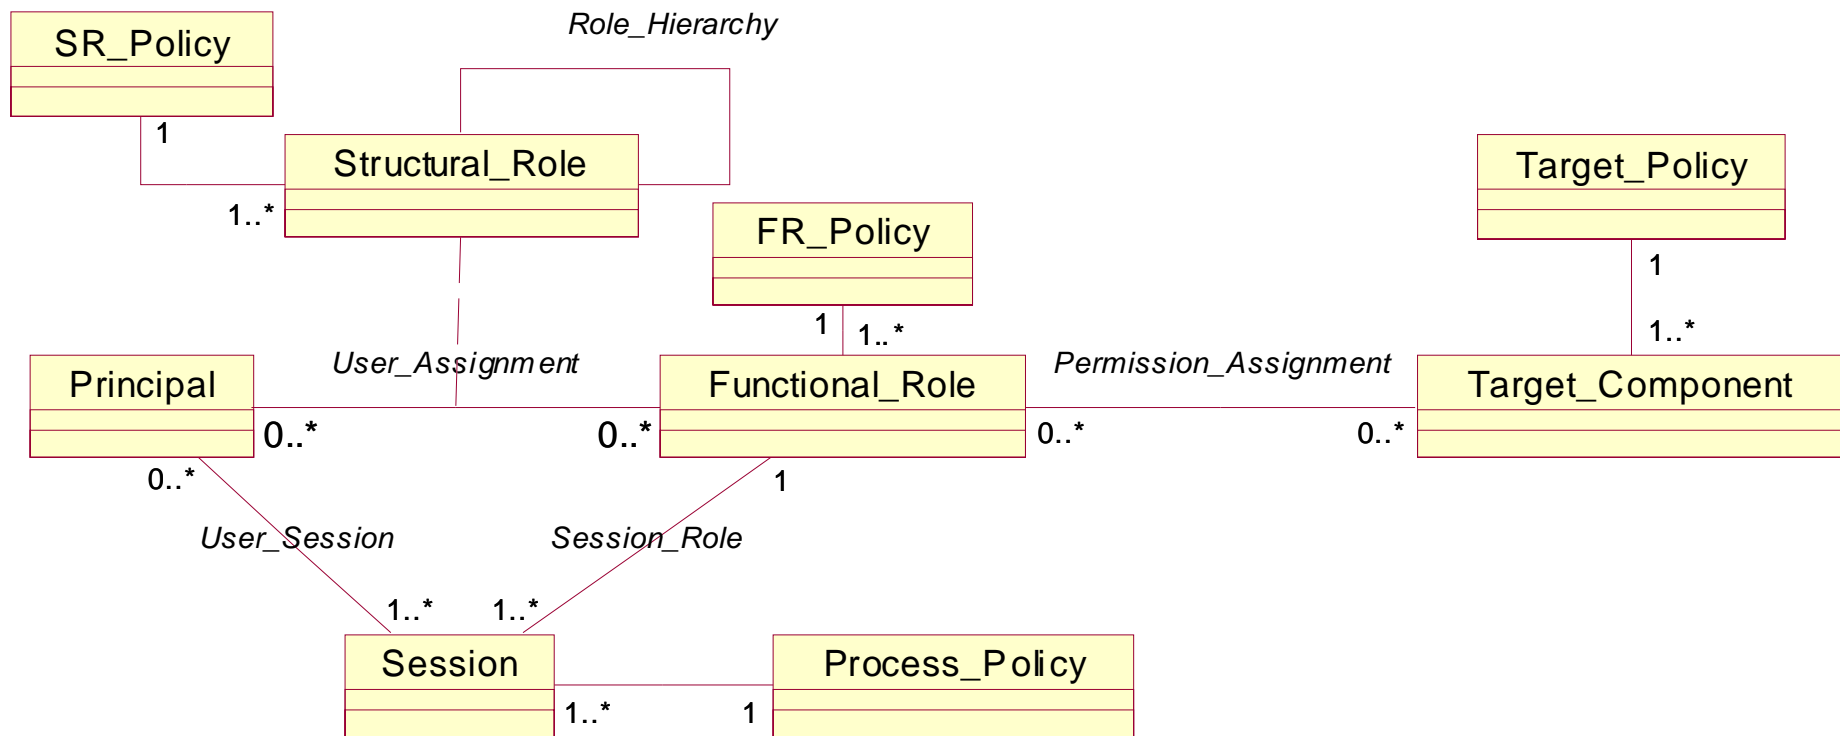 Role_Hierarchy
SR_Policy
1
Structural_Role
1..*
Target_Policy
1
1..*
FR_Policy
1
1..*
User_Assignment
Permission_Assignment
Principal
0..*
0..*
Functional_Role
0..*
0..*
Target_Component
0..*
1
User_Session
Session_Role
1..*
1..*
Session
1..*
1
Process_Policy